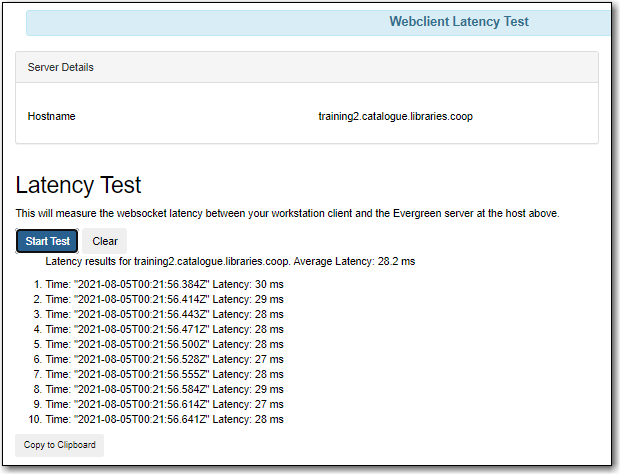 Webclient Latency Test
Server Details
Hostname training2.catalogue.libraries.coop
Latency Test
This will measure the websocket latency between your workstation client and the Evergreen server at the host above.
Start Test Clear
Latency results for training2.catalogue.libraries.coop. Average Latency: 28.2 ms
1. Time: "2021-08-05T00:21:56.384Z" Latency: 30 ms
2. Time: "2021-08-05T00:21:56.414Z" Latency: 29 ms
3. Time: "2021-08-05T00:21:56.443Z" Latency: 28 ms
4. Time: "2021-08-05T00:21:56.471Z" Latency: 28 ms
5. Time: "2021-08-05T00:21:56.500Z" Latency: 28 ms
6. Time: "2021-08-05T00:21:56.528Z" Latency: 27 ms
7. Time: "2021-08-05T00:21:56.555Z" Latency: 28 ms
8. Time: "2021-08-05T00:21:56.584Z" Latency: 29 ms
9. Time: "2021-08-05T00:21:56.614Z" Latency: 27 ms
10. Time: "2021-08-05T00:21:56.641Z" Latency: 28 ms
Copy to Clipboard